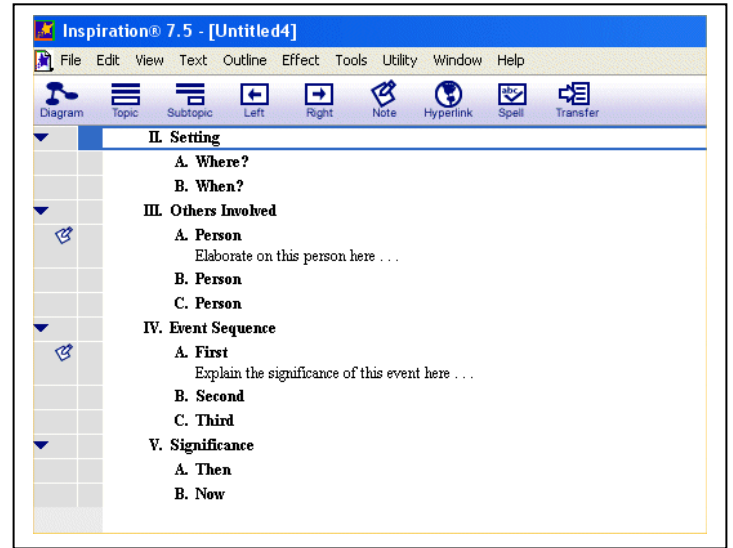 Inspiration® 7.5 - [Untitled4]
File Edit View Text Outline Effect Tools Utility Window Help
abc
Diagram Topic Subtopic Left Right Note Hyperlink Spell Transfer
II. Setting
A. Where?
B. When?
III. Others Involved
A. Person
Elaborate on this person here . . .
B. Person
C. Person
IV. Event Sequence
A. First
Explain the significance of this event here . . .
B. Second
C. Third
V. Significance
A. Then
B. Now